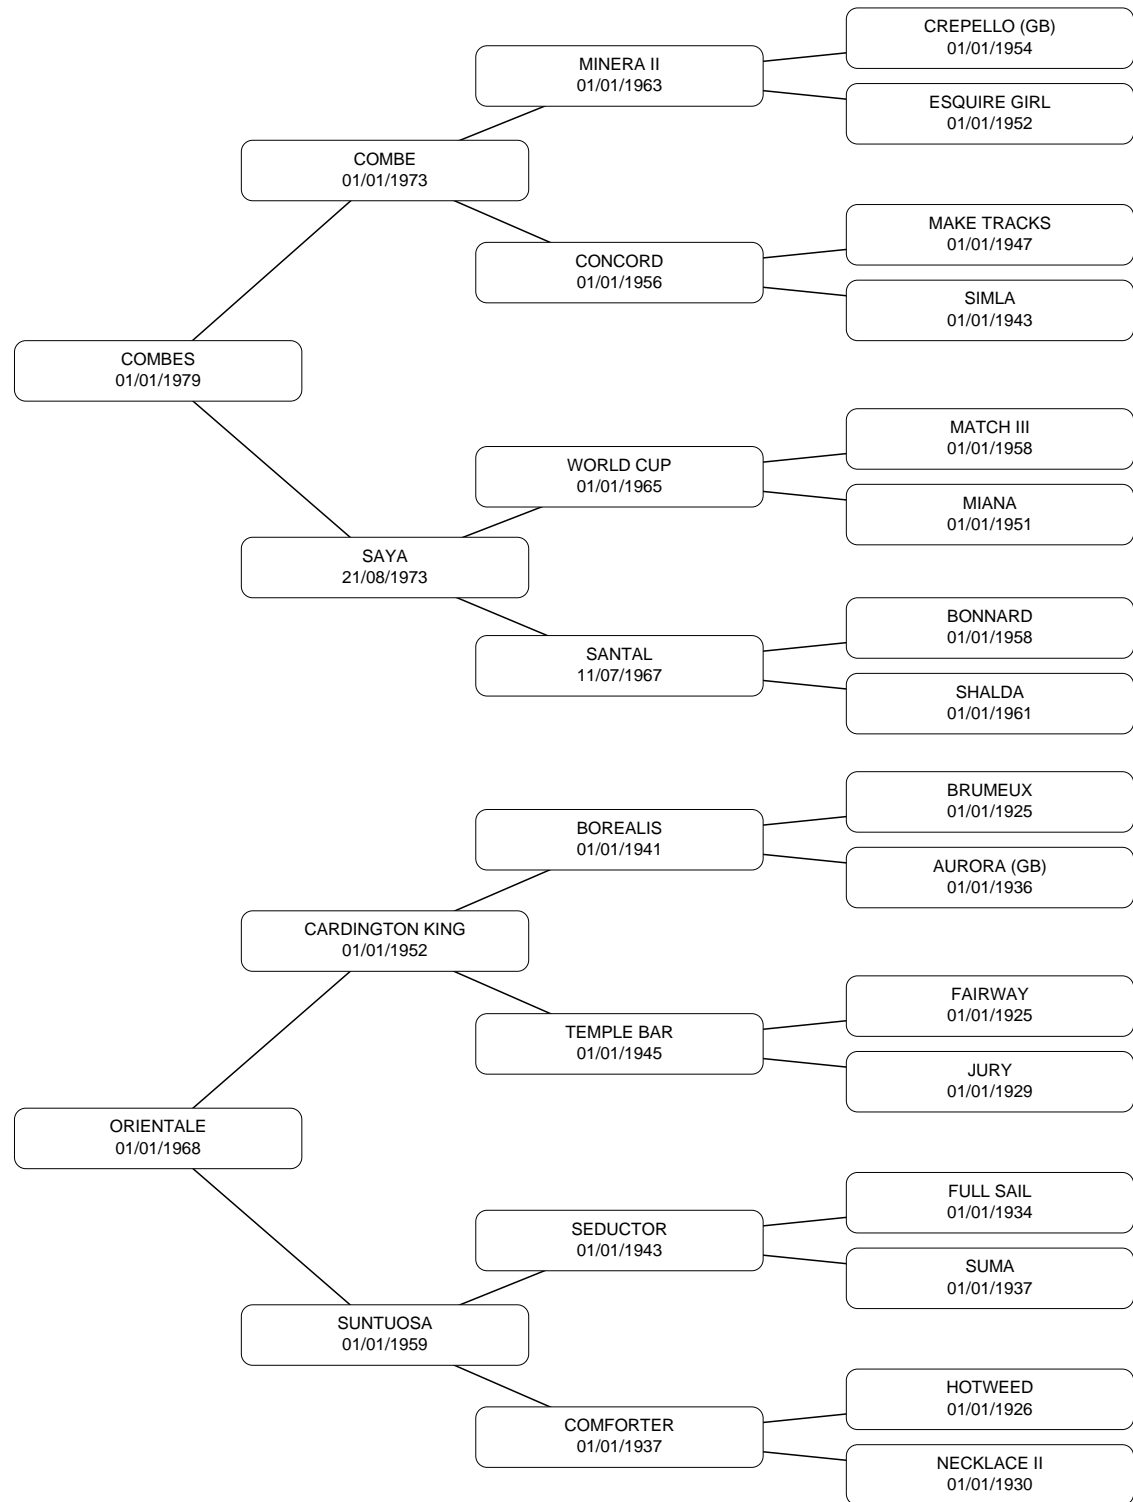 CREPELLO (GB)
01/01/1954
MINERA II
01/01/1963
ESQUIRE GIRL
01/01/1952
COMBE
01/01/1973
MAKE TRACKS
01/01/1947
CONCORD
01/01/1956
SIMLA
01/01/1943
COMBES
01/01/1979
MATCH III
01/01/1958
WORLD CUP
01/01/1965
MIANA
01/01/1951
SAYA
21/08/1973
BONNARD
01/01/1958
SANTAL
11/07/1967
SHALDA
01/01/1961
BRUMEUX
01/01/1925
BOREALIS
01/01/1941
AURORA (GB)
01/01/1936
CARDINGTON KING
01/01/1952
FAIRWAY
01/01/1925
TEMPLE BAR
01/01/1945
JURY
01/01/1929
ORIENTALE
01/01/1968
FULL SAIL
01/01/1934
SEDUCTOR
01/01/1943
SUMA
01/01/1937
SUNTUOSA
01/01/1959
HOTWEED
01/01/1926
COMFORTER
01/01/1937
NECKLACE II
01/01/1930